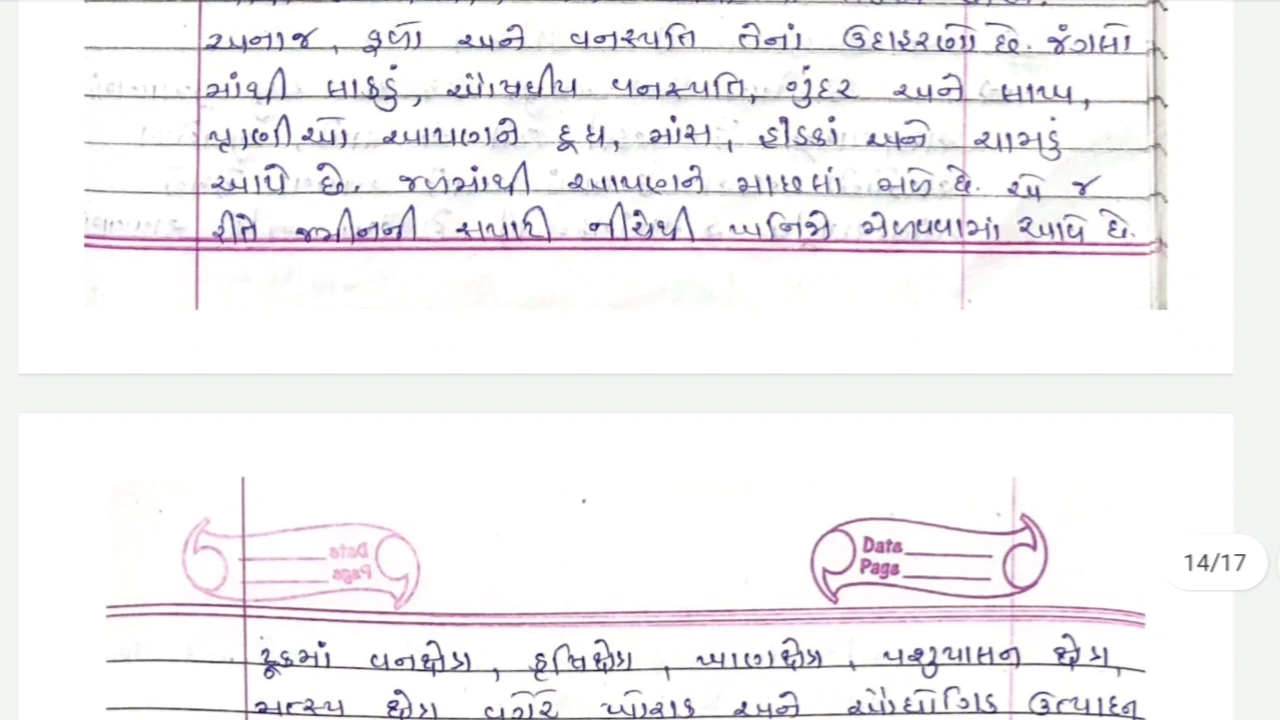 અનાજ, ફળો અને વનસ્પતિ તેનાં ઉદાહરણો છે. જંગલો
માંથી લાકડું, ઔષધીય વનસ્પતિ, ગુંદર અને લાખ,
પ્રાણીઓ આપણને દૂધ, માંસ, હાડકાં અને ચામડું
આપે છે. જળમાંથી આપણને માછલાં મળે છે. આ જ
રીતે જમીનની સપાટી નીચેથી ખનિજો મેળવવામાં આવે છે.
Date
Page
Date
Page
14/17
ટૂંકમાં વનક્ષેત્ર, કૃષિક્ષેત્ર, ખાણક્ષેત્ર, પશુપાલન ક્ષેત્ર,
મત્સ્ય ક્ષેત્ર વગેરે ખોરાક અને ઔદ્યોગિક ઉત્પાદન